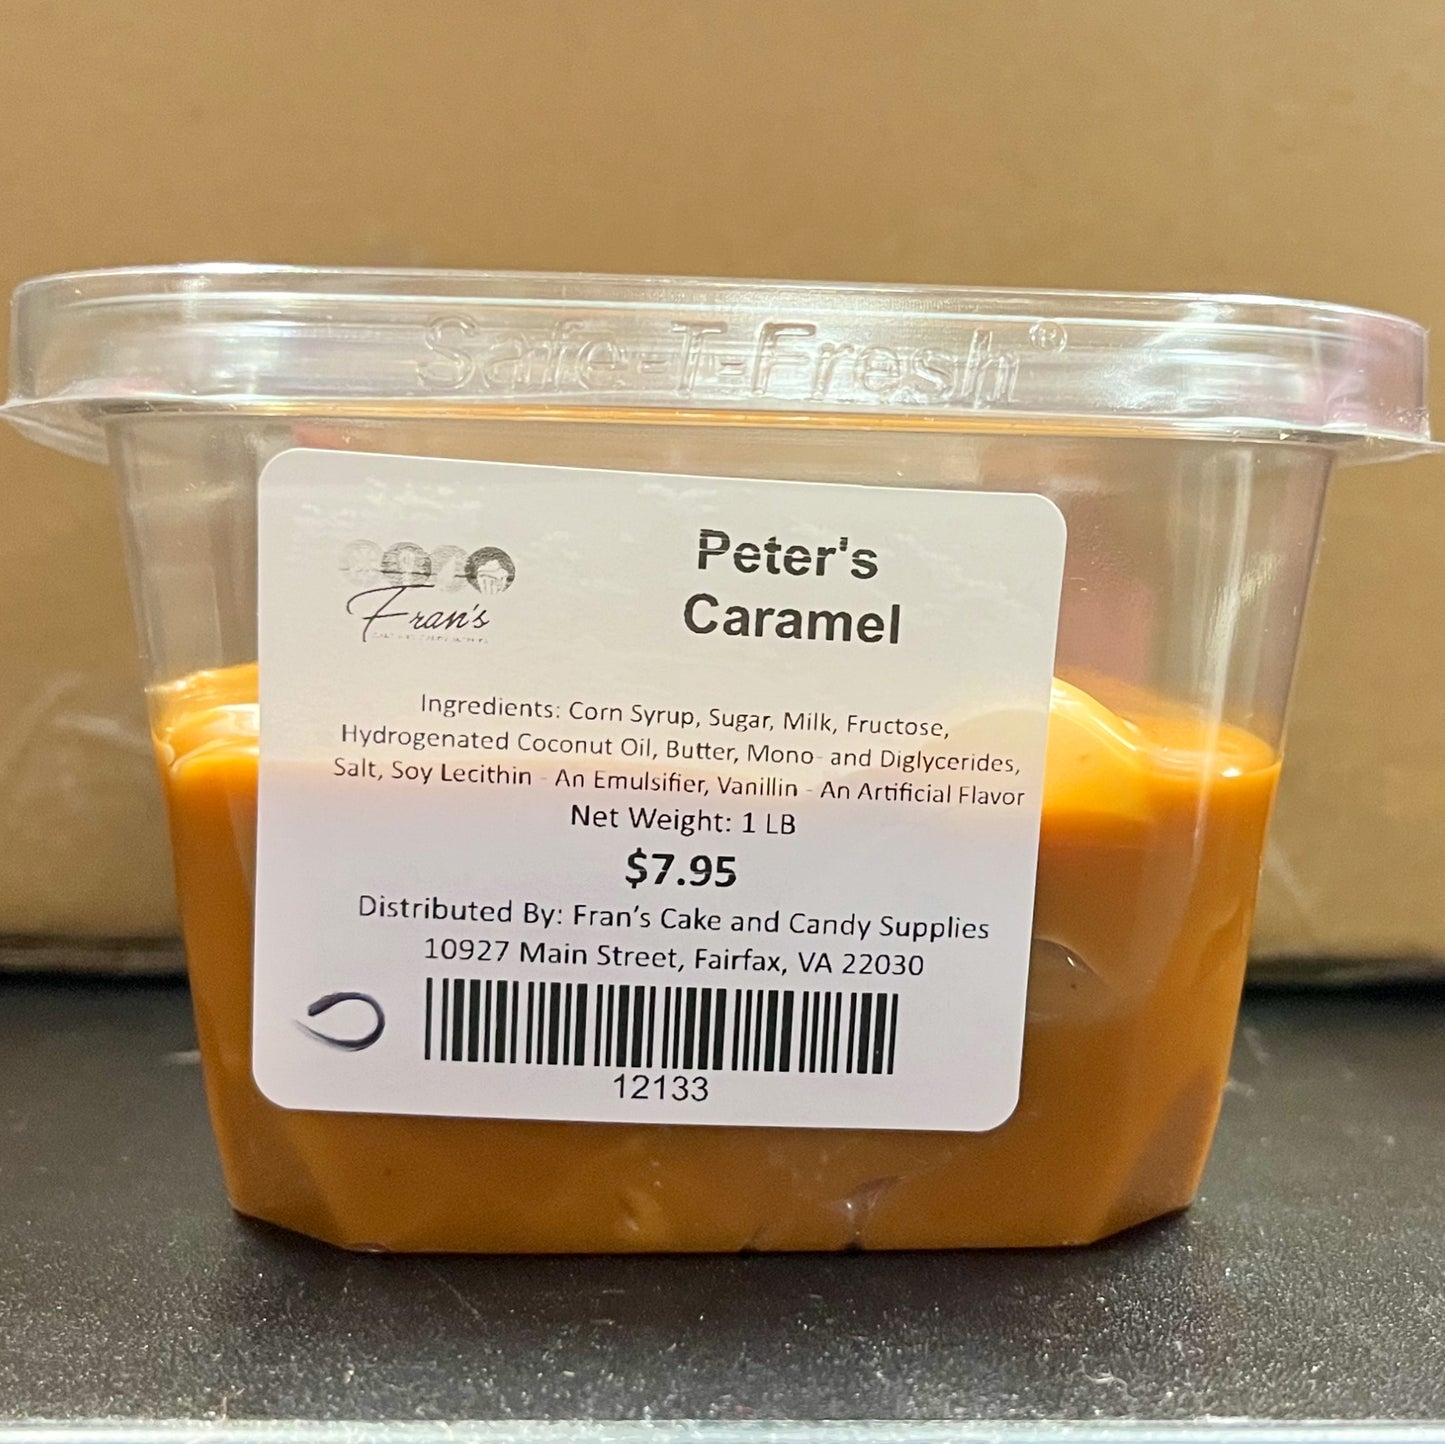 Safe-T-Fresh®
Fran's
Peter's
Caramel
Ingredients: Corn Syrup, Sugar, Milk, Fructose,
Hydrogenated Coconut Oil, Butter, Mono- and Diglycerides,
Salt, Soy Lecithin - An Emulsifier, Vanillin - An Artificial Flavor
Net Weight: 1 LB
$7.95
Distributed By: Fran's Cake and Candy Supplies
10927 Main Street, Fairfax, VA 22030
12133